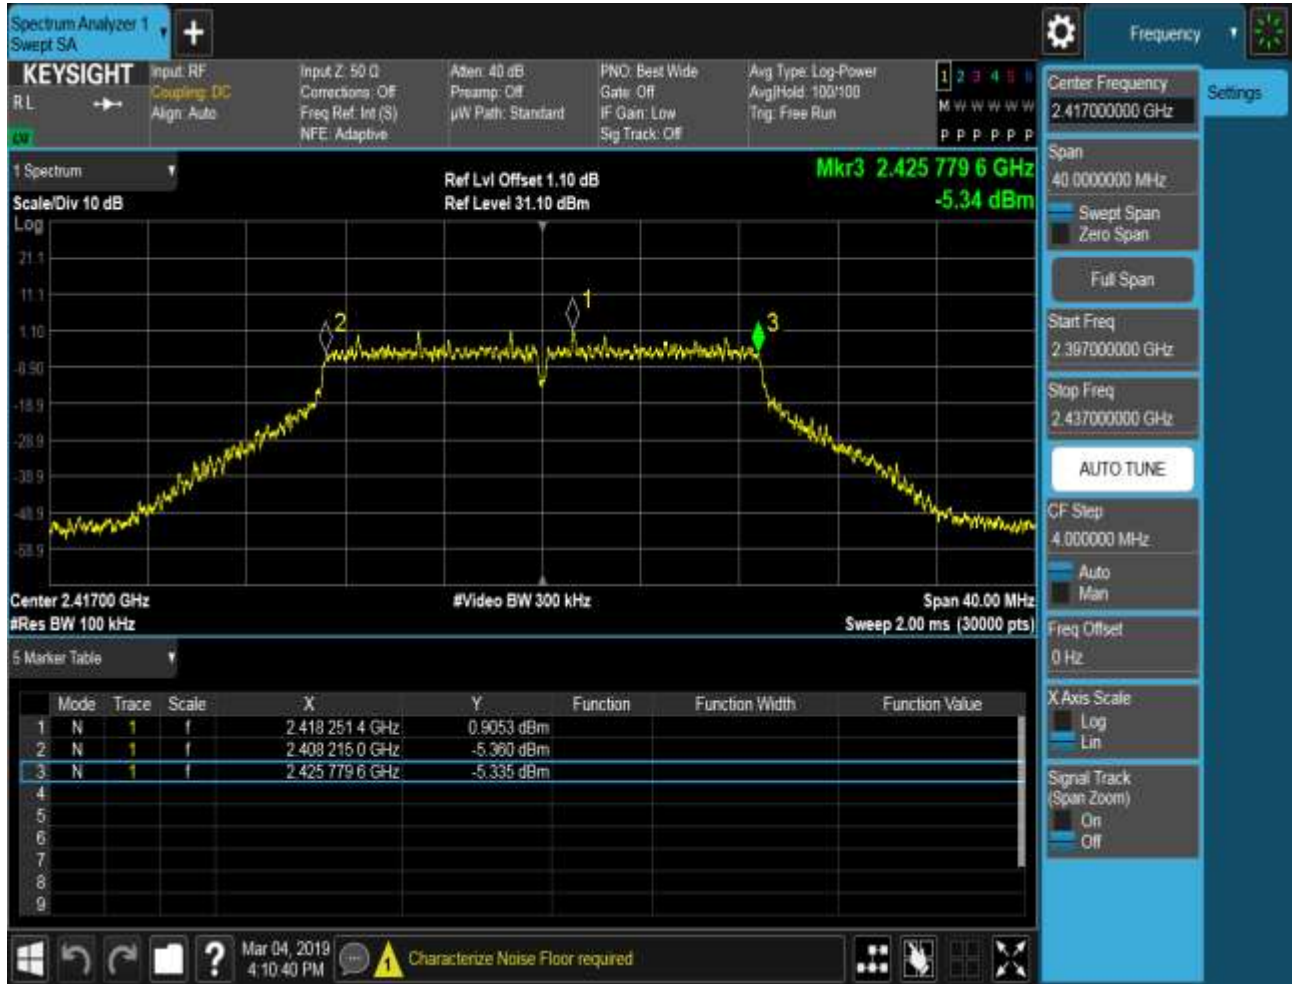 Spectrum Analyzer 1
Swept SA
+
Frequency
KEYSIGHT
RL
Input: RF
Coupling: DC
Align: Auto
Input Z: 50 Ω
Corrections: Off
Freq Ref: Int (S)
NFE: Adaptive
Atten: 40 dB
Preamp: Off
µW Path: Standard
PNO: Best Wide
Gate: Off
IF Gain: Low
Sig Track: Off
Avg Type: Log-Power
Avg|Hold: 100/100
Trig: Free Run
1 2 3 4 5 6
M W W W W W
P P P P P P
1 Spectrum
Scale/Div 10 dB
Ref Lvl Offset 1.10 dB
Ref Level 31.10 dBm
Mkr3 2.425 779 6 GHz
-5.34 dBm
Log
21.1
11.1
1.10
-8.90
-18.9
-28.9
-38.9
-48.9
-58.9
1
2
3
Center 2.41700 GHz
#Res BW 100 kHz
#Video BW 300 kHz
Span 40.00 MHz
Sweep 2.00 ms (30000 pts)
5 Marker Table
Mode Trace Scale X Y Function Function Width Function Value
1 N 1 f 2.418 251 4 GHz 0.9053 dBm
2 N 1 f 2.408 215 0 GHz -5.360 dBm
3 N 1 f 2.425 779 6 GHz -5.335 dBm
4
5
6
7
8
9
Mar 04, 2019
4:10:40 PM
?
1
Characterize Noise Floor required
Center Frequency
2.417000000 GHz
Settings
Span
40.0000000 MHz
Swept Span
Zero Span
Full Span
Start Freq
2.397000000 GHz
Stop Freq
2.437000000 GHz
AUTO TUNE
CF Step
4.000000 MHz
Auto
Man
Freq Offset
0 Hz
X Axis Scale
Log
Lin
Signal Track
(Span Zoom)
On
Off